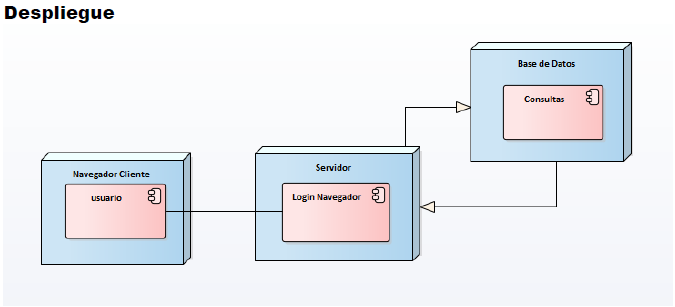 Despliegue
Base de Datos
Consultas
Servidor
Login Navegador
Navegador Cliente
usuario